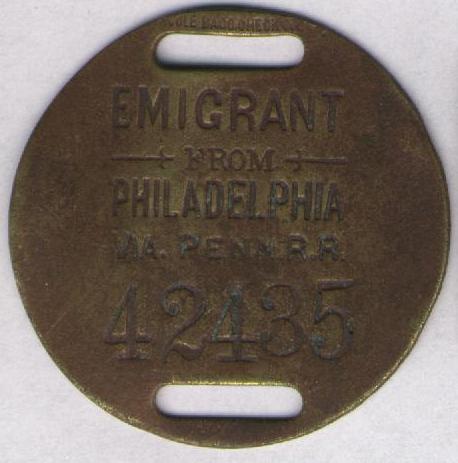 EMIGRANT
FROM
PHILADELPHIA
VIA. PENN. R.R.
42435